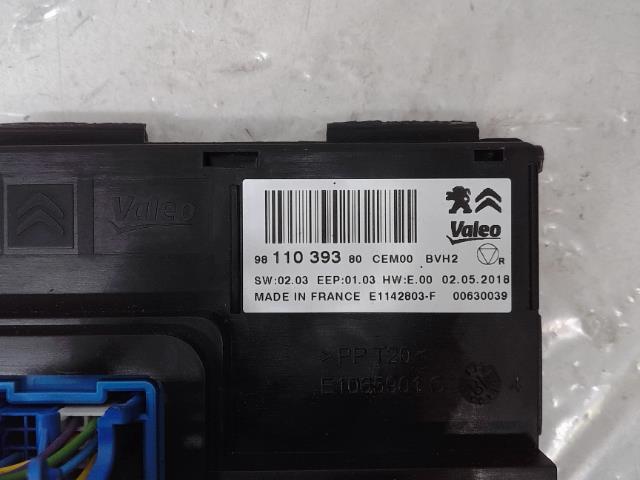 Valeo
Valeo
98 110 393 80 CEM00 BVH2
R
SW:02.03 EEP:01.03 HW:E.00 02.05.2018
MADE IN FRANCE E1142803-F 00630039
>PP T20<
E1065901